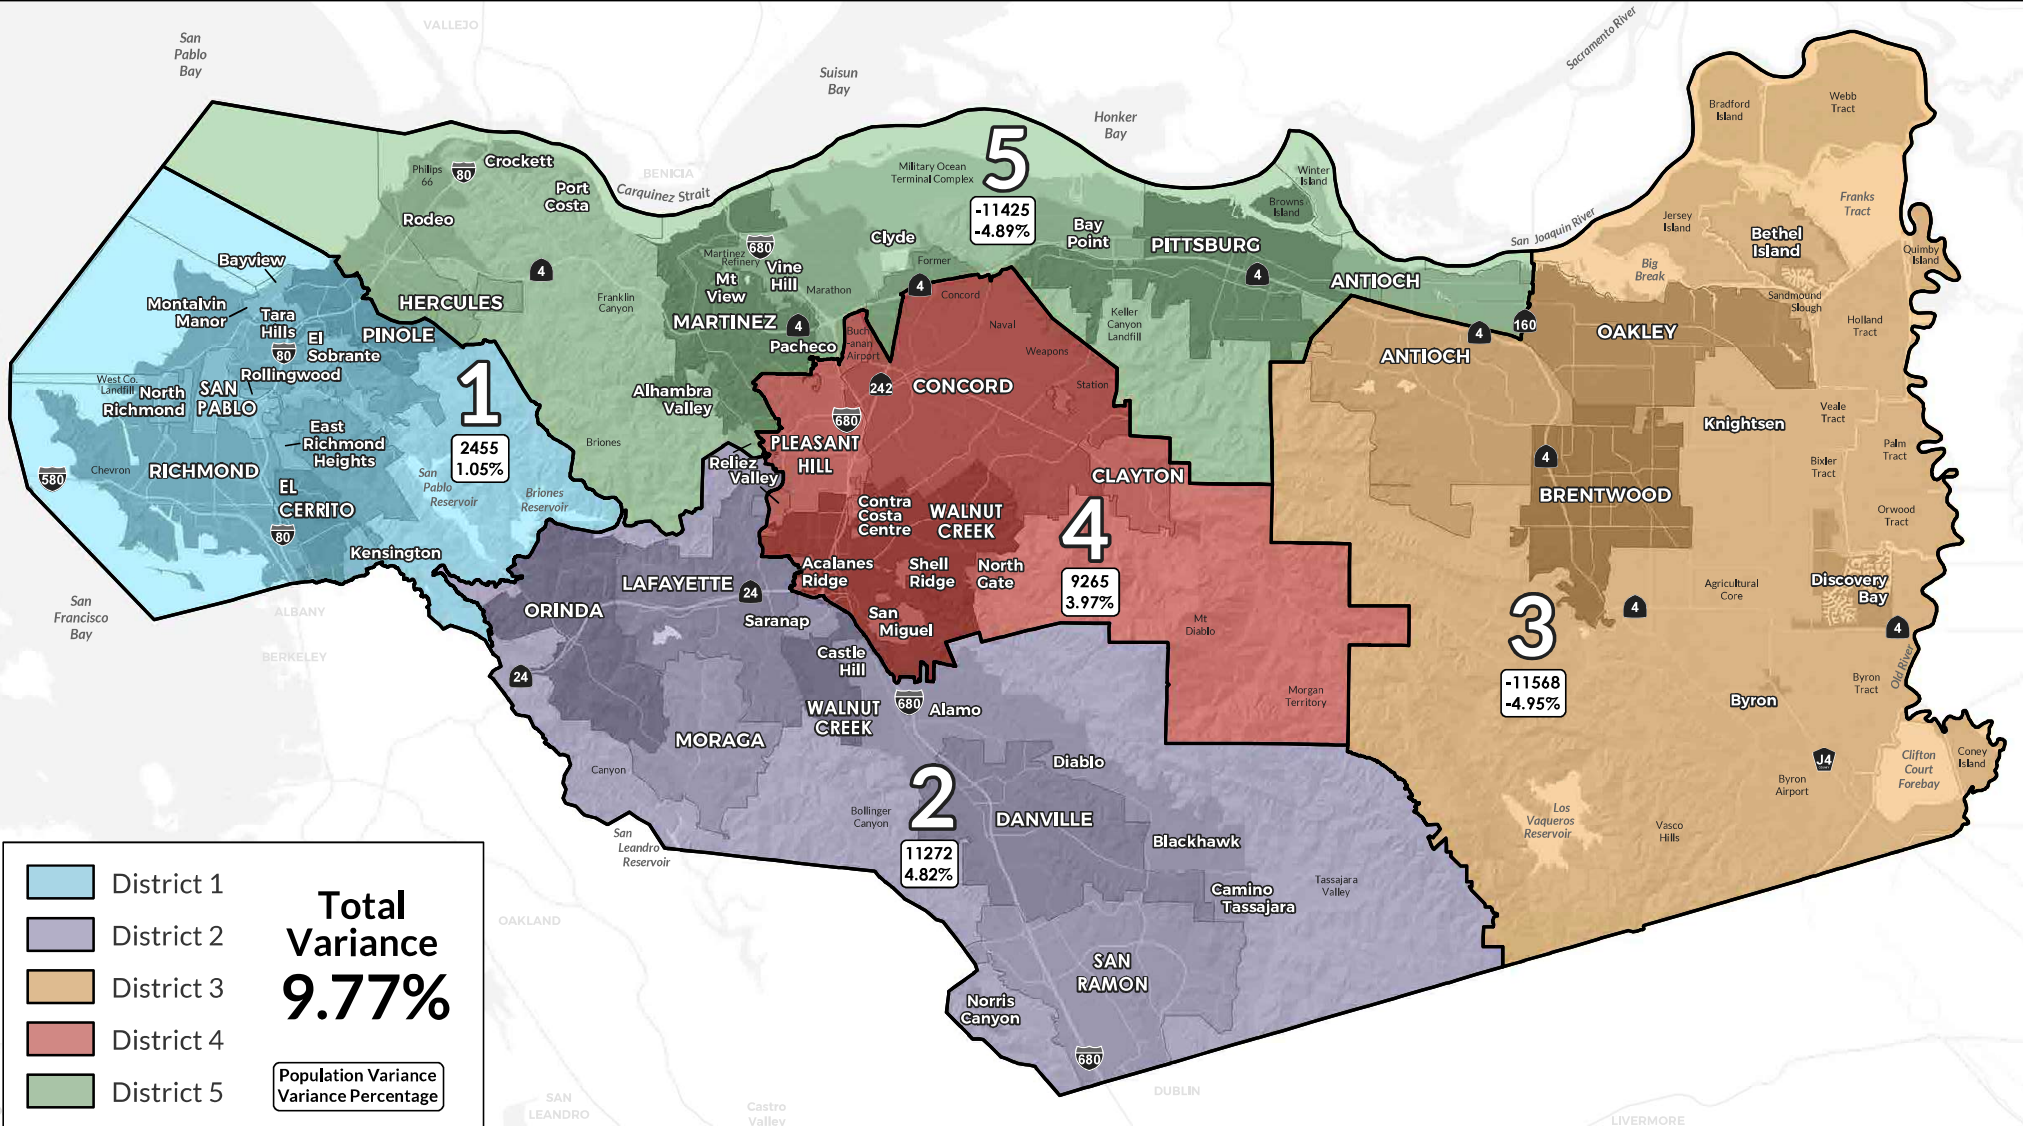 VALLEJO
San
Pablo
Bay
Suisun
Bay
Honker
Bay
Sacramento River
San Joaquin River
BENICIA
Carquinez Strait
Philips
66
80
Crockett
Port
Costa
Rodeo
4
HERCULES
Franklin
Canyon
Martinez
Refinery
680
Mt
View
Vine
Hill
MARTINEZ
4
Marathon
Pacheco
Alhambra
Valley
Briones
Military Ocean
Terminal Complex
5
-11425
-4.89%
Clyde
Former
4
Concord
Bay
Point
PITTSBURG
4
Winter
Island
Browns
Island
ANTIOCH
Keller
Canyon
Landfill
160
4
Bayview
Montalvin
Manor
Tara
Hills
80
El
Sobrante
PINOLE
Rollingwood
West Co.
Landfill
North
Richmond
SAN
PABLO
1
2455
1.05%
East
Richmond
Heights
580
Chevron
RICHMOND
EL
CERRITO
80
San
Pablo
Reservoir
Briones
Reservoir
Kensington
San
Francisco
Bay
ALBANY
BERKELEY
Buch
-anan
Airport
Naval
Weapons
Station
242
CONCORD
680
PLEASANT
HILL
Reliez
Valley
CLAYTON
Contra
Costa
Centre
WALNUT
CREEK
4
9265
3.97%
Acalanes
Ridge
Shell
Ridge
North
Gate
San
Miguel
Mt
Diablo
Morgan
Territory
Bradford
Island
Webb
Tract
Franks
Tract
Jersey
Island
Bethel
Island
Quimby
Island
Big
Break
Sandmound
Slough
Holland
Tract
OAKLEY
ANTIOCH
Knightsen
Veale
Tract
Palm
Tract
Bixler
Tract
4
BRENTWOOD
Orwood
Tract
Agricultural
Core
Discovery
Bay
4
4
3
-11568
-4.95%
Old River
Byron
Tract
Byron
J4
Byron
Airport
Clifton
Court
Forebay
Coney
Island
Los
Vaqueros
Reservoir
Vasco
Hills
LAFAYETTE
24
ORINDA
Saranap
Castle
Hill
24
WALNUT
CREEK
680
Alamo
MORAGA
Canyon
Diablo
2
11272
4.82%
Bollinger
Canyon
DANVILLE
Blackhawk
San
Leandro
Reservoir
Camino
Tassajara
Tassajara
Valley
SAN
RAMON
Norris
Canyon
680
OAKLAND
SAN
LEANDRO
Castro
Valley
DUBLIN
LIVERMORE
District 1
District 2
District 3
District 4
District 5
Total
Variance
9.77%
Population Variance
Variance Percentage